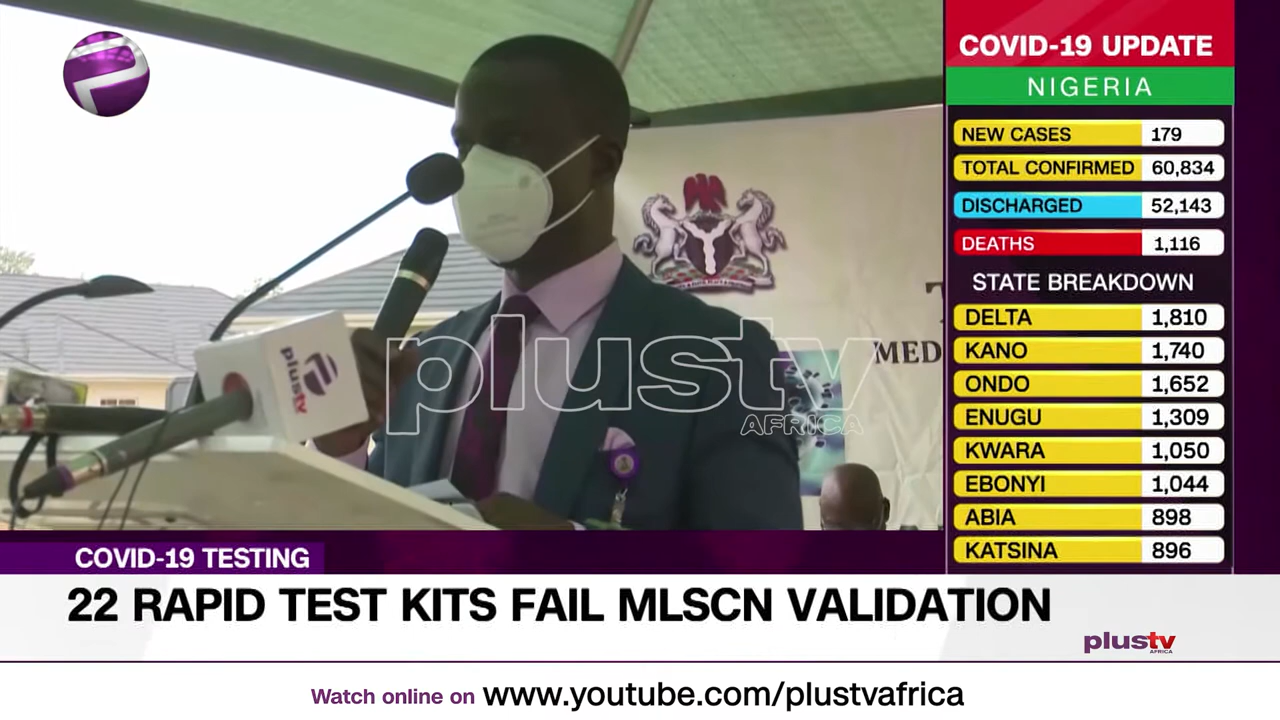 COVID-19 UPDATE
NIGERIA
NEW CASES 179
TOTAL CONFIRMED 60,834
DISCHARGED 52,143
DEATHS 1,116
STATE BREAKDOWN
DELTA 1,810
KANO 1,740
ONDO 1,652
ENUGU 1,309
KWARA 1,050
EBONYI 1,044
ABIA 898
KATSINA 896
plustv
plustv
AFRICA
MED
COVID-19 TESTING
22 RAPID TEST KITS FAIL MLSCN VALIDATION
plustv
AFRICA
Watch online on www.youtube.com/plustvafrica